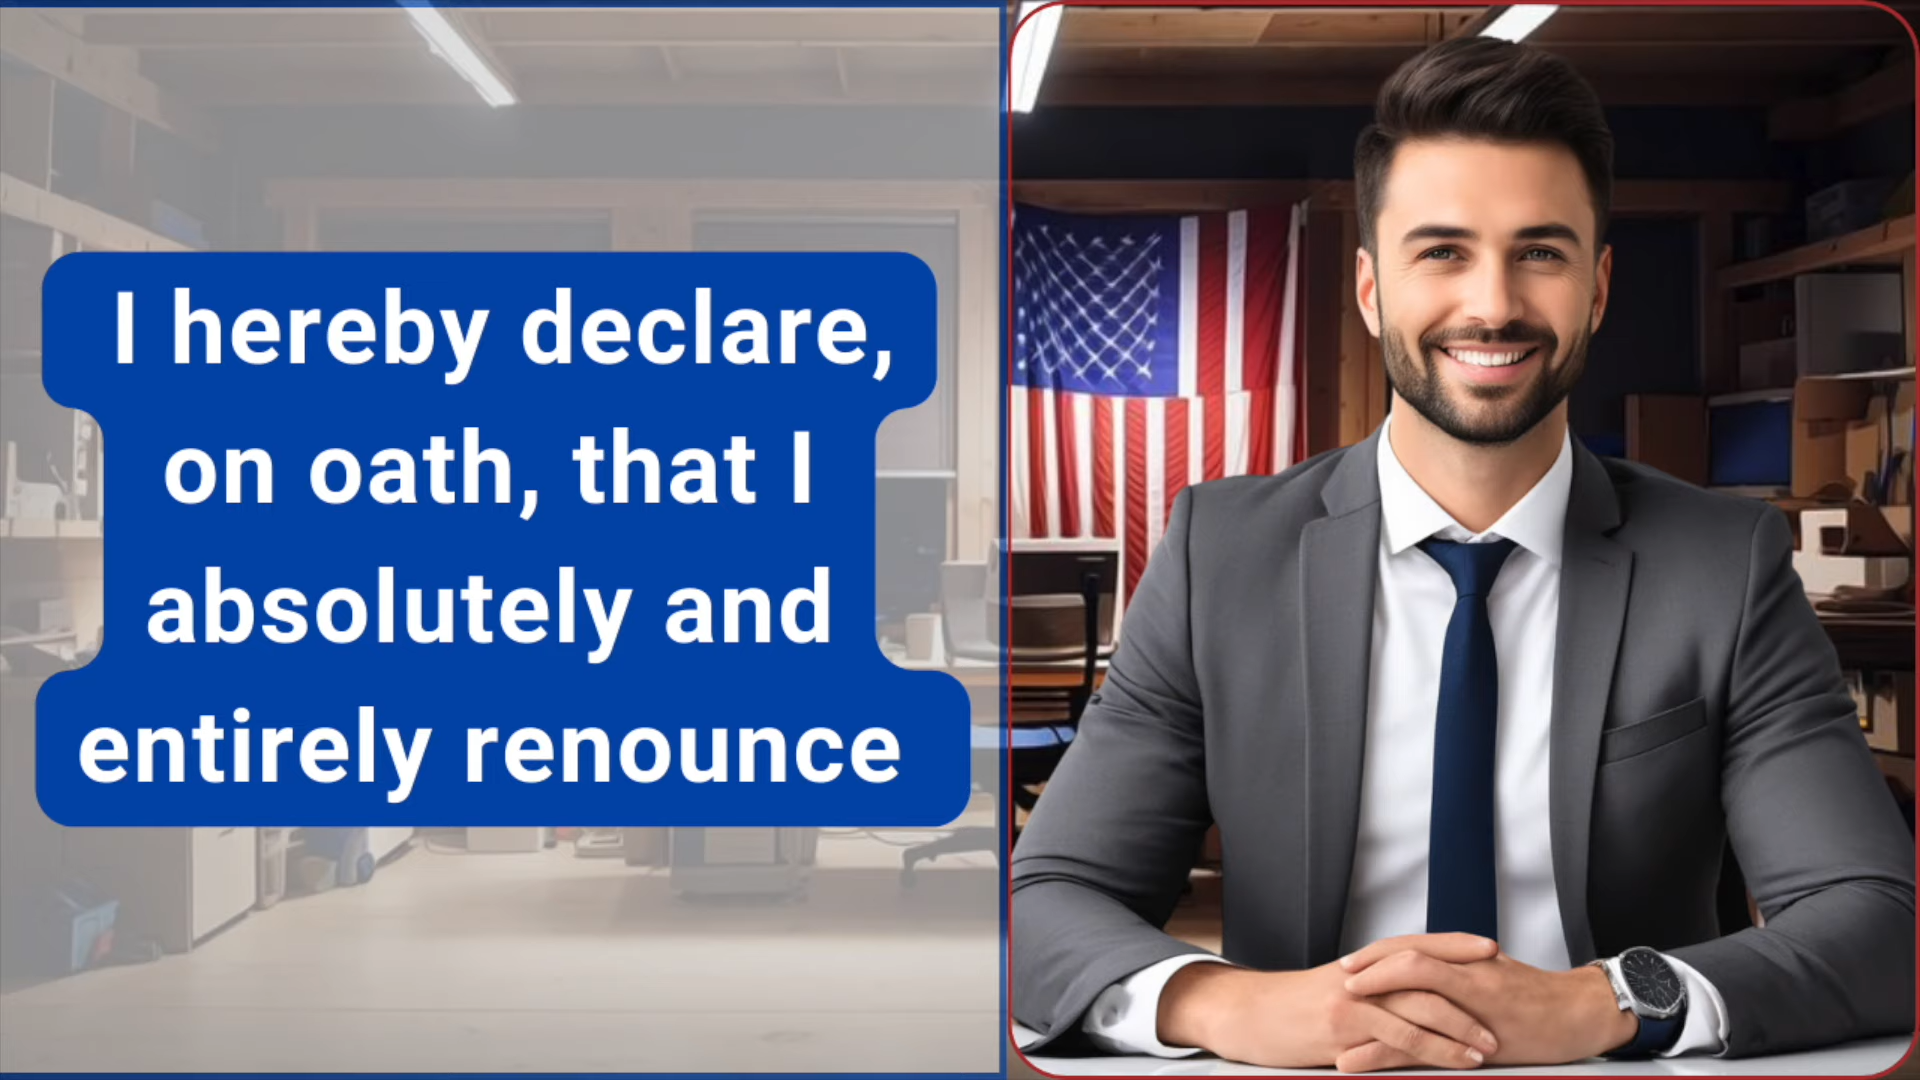 I hereby declare,
on oath, that I
absolutely and
entirely renounce